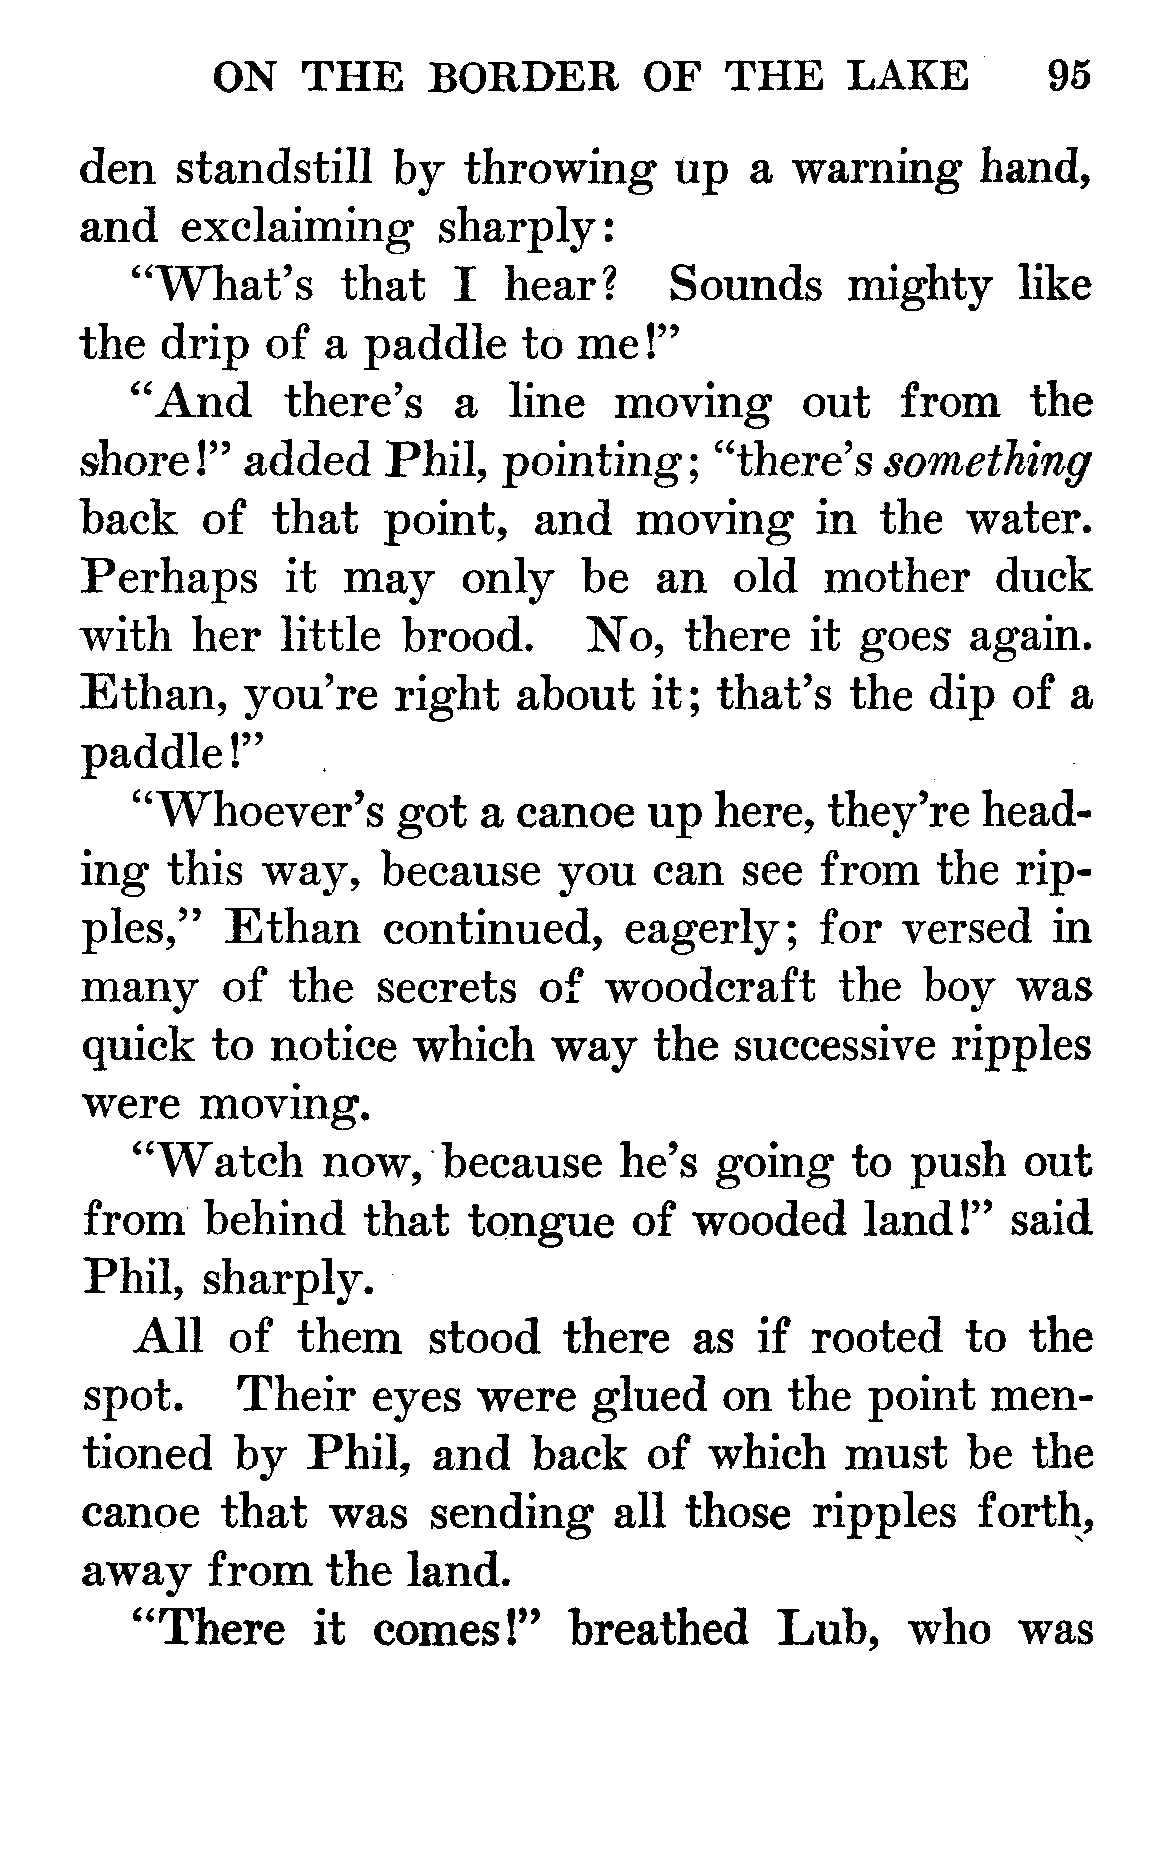 ON THE BORDER OF THE LAKE 95
den standstill by throwing up a warning hand,
and exclaiming sharply:
“What’s that I hear? Sounds mighty like
the drip of a paddle to me!”
“And there’s a line moving out from the
shore!” added Phil, pointing; “there’s something
back of that point, and moving in the water.
Perhaps it may only be an old mother duck
with her little brood. No, there it goes again.
Ethan, you’re right about it; that’s the dip of a
paddle!”
“Whoever’s got a canoe up here, they’re head-
ing this way, because you can see from the rip-
ples,” Ethan continued, eagerly; for versed in
many of the secrets of woodcraft the boy was
quick to notice which way the successive ripples
were moving.
“Watch now, because he’s going to push out
from behind that tongue of wooded land!” said
Phil, sharply.
All of them stood there as if rooted to the
spot. Their eyes were glued on the point men-
tioned by Phil, and back of which must be the
canoe that was sending all those ripples forth,
away from the land.
“There it comes!” breathed Lub, who was